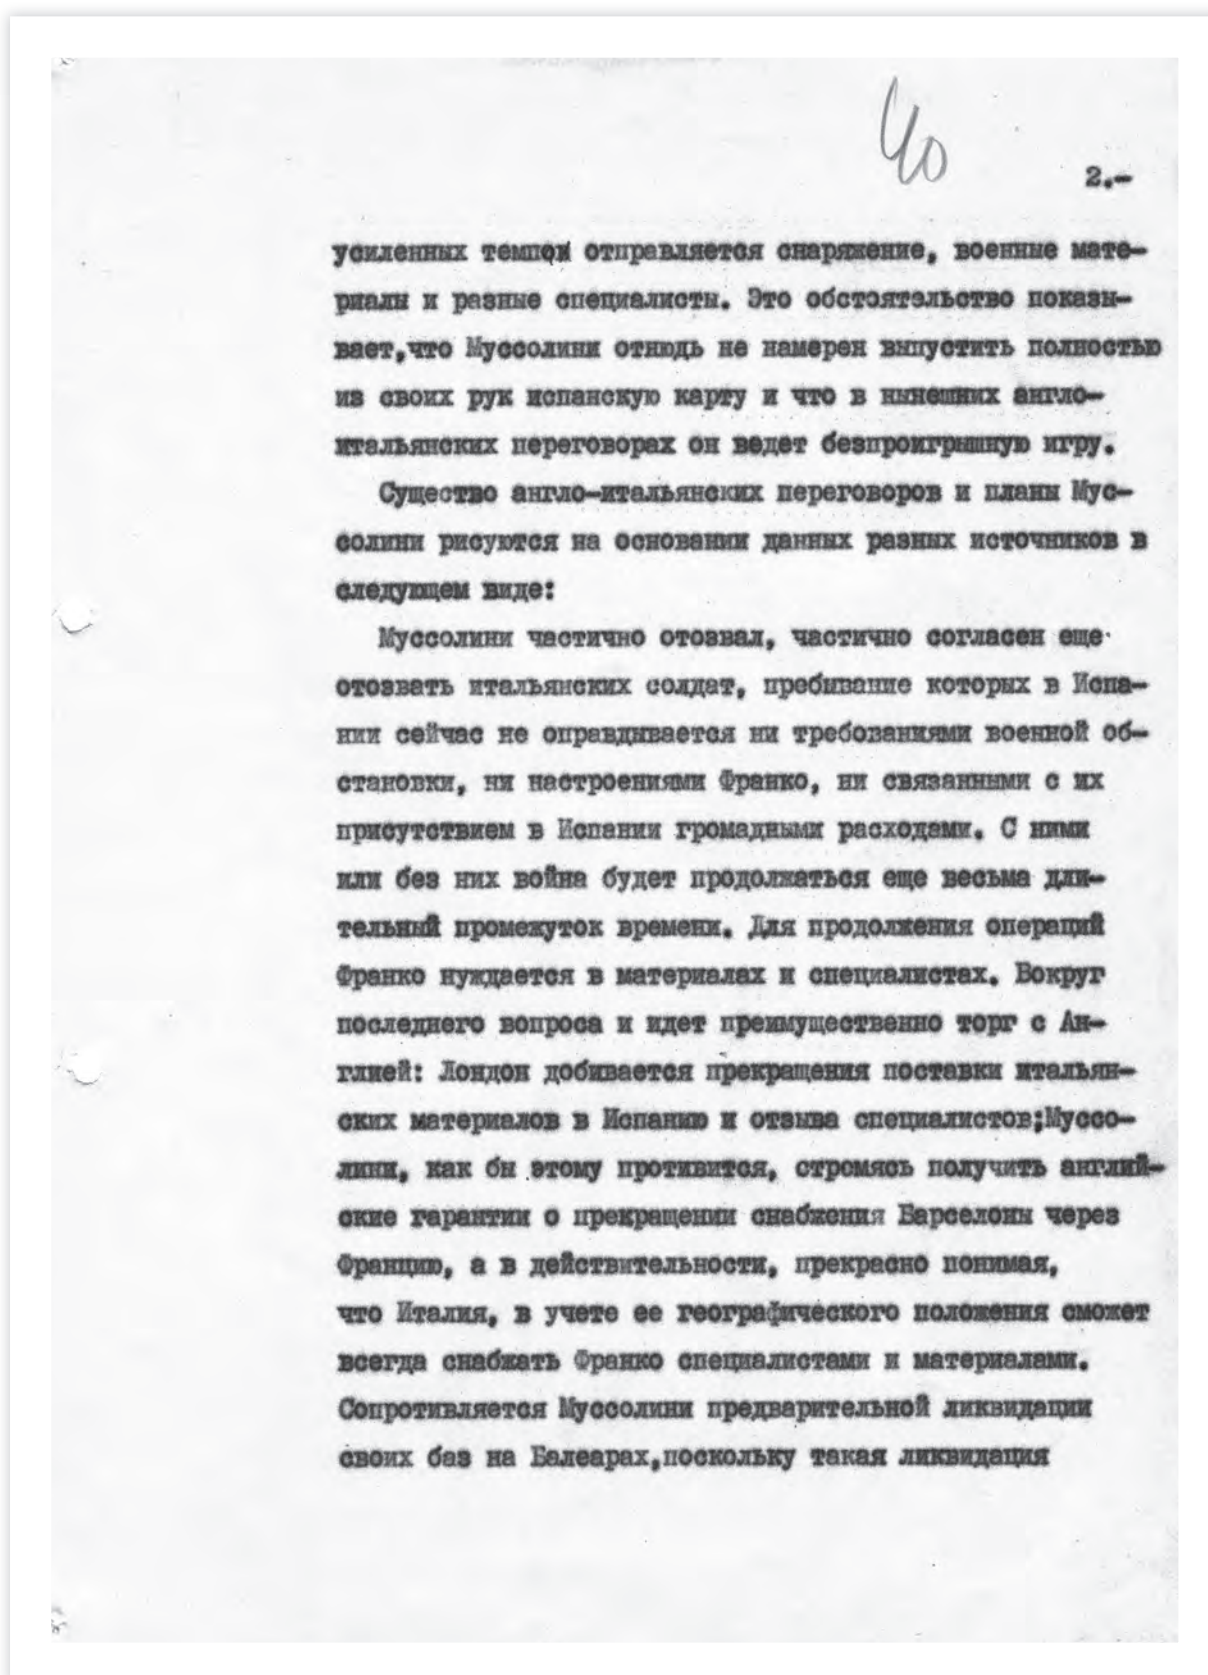 40
2.-
усиленных темпой отправляется снаряжение, военные мате-
риалы и разные специалисты. Это обстоятельство показы-
вает,что Муссолини отнюдь не намерен выпустить полностью
из своих рук испанскую карту и что в нынешних англо-
итальянских переговорах он ведет безпроигрышную игру.
Существо англо-итальянских переговоров и планы Мус-
солини рисуются на основании данных разных источников в
следующем виде:
Муссолини частично отозвал, частично согласен еще
отозвать итальянских солдат, пребывание которых в Испа-
нии сейчас не оправдывается ни требованиями военной об-
становки, ни настроениями Франко, ни связанными с их
присутствием в Испании громадными расходами. С ними
или без них война будет продолжаться еще весьма дли-
тельный промежуток времени. Для продолжения операций
Франко нуждается в материалах и специалистах. Вокруг
последнего вопроса и идет преимущественно торг с Ан-
глией: Лондон добивается прекращения поставки итальян-
ских материалов в Испанию и отзыва специалистов;Муссо-
лини, как бы этому противится, стромясь получить англий-
ские гарантии о прекращении снабжения Барселоны через
Францию, а в действительности, прекрасно понимая,
что Италия, в учете ее географического положения сможет
всегда снабжать Франко специалистами и материалами.
Сопротивляется Муссолини предварительной ликвидации
своих баз на Балеарах,поскольку такая ликвидация